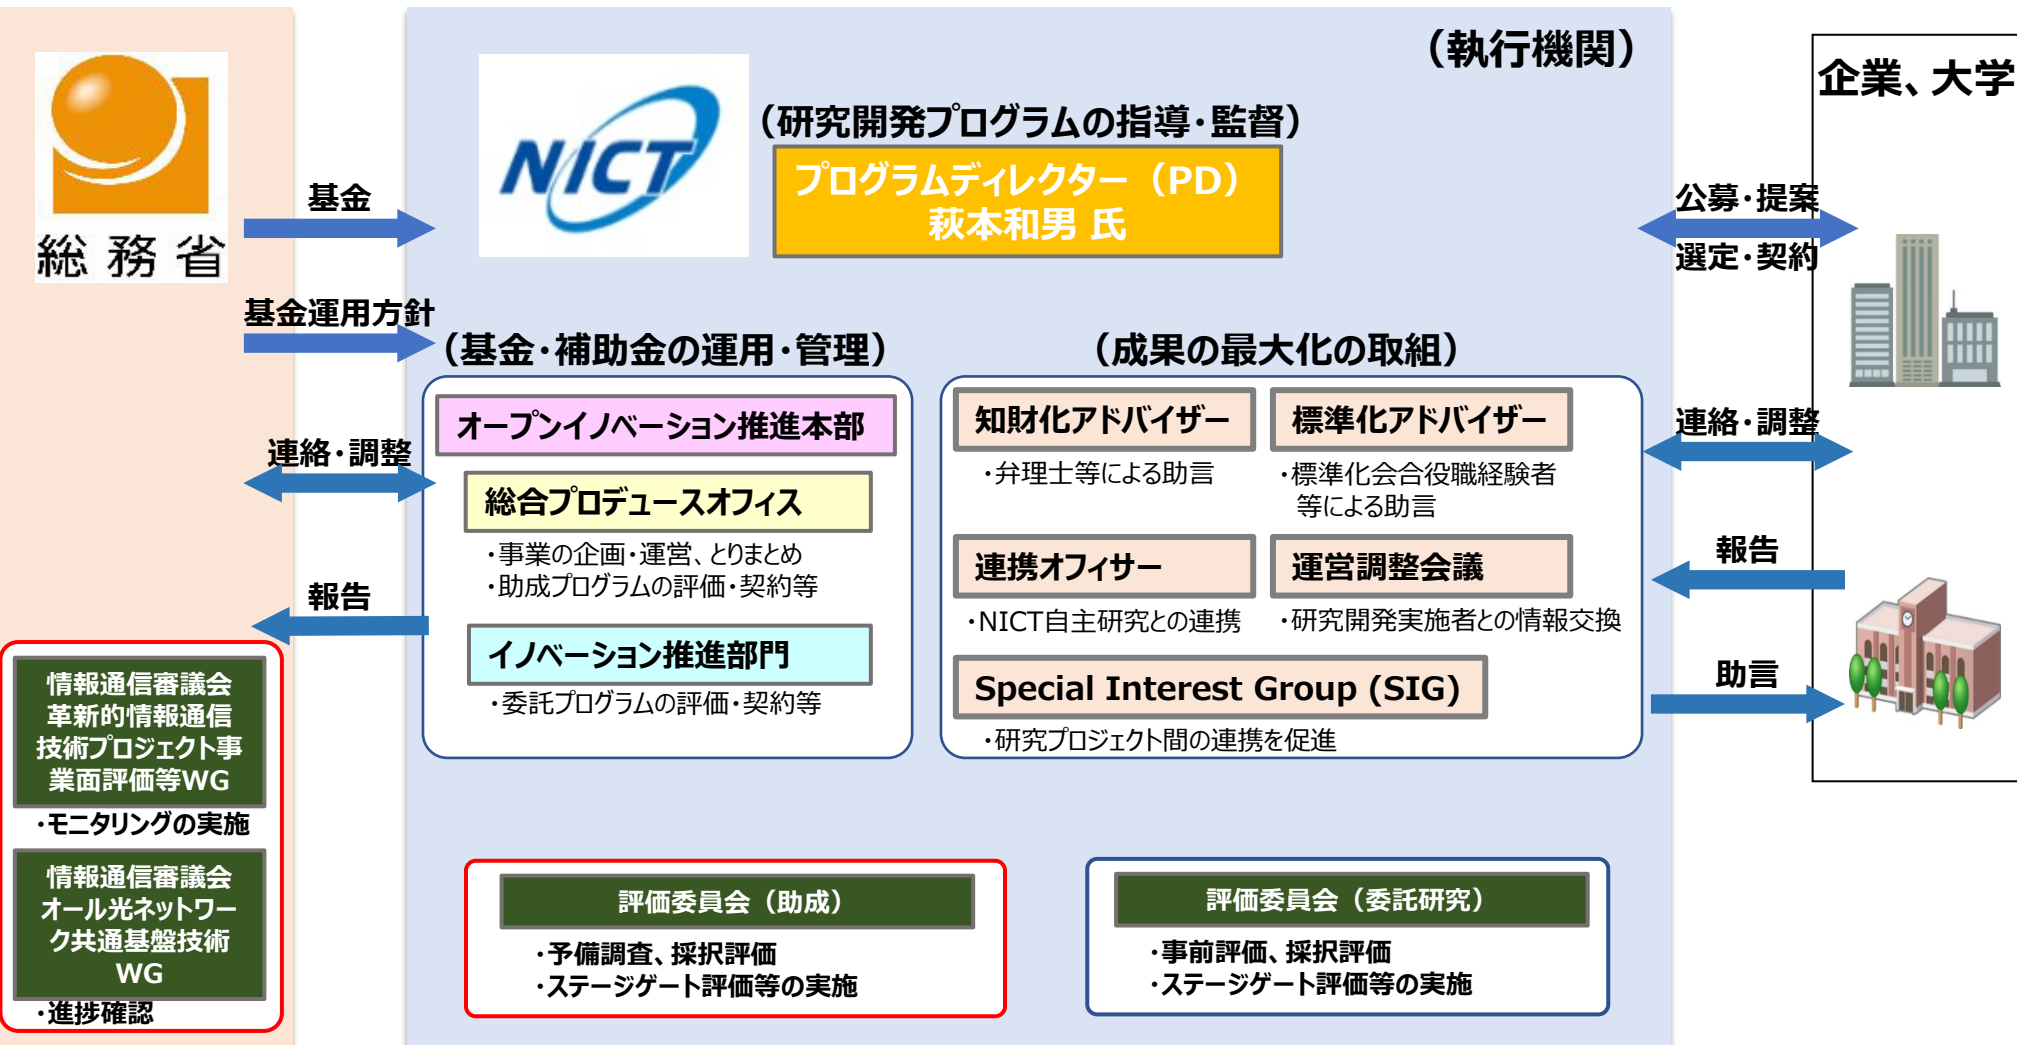 総務省
基金
基金運用方針
連絡・調整
報告
情報通信審議会
革新的情報通信
技術プロジェクト事
業面評価等WG
・モニタリングの実施
情報通信審議会
オール光ネットワー
ク共通基盤技術
WG
・進捗確認
（執行機関）
NICT
（研究開発プログラムの指導・監督）
プログラムディレクター（PD）
萩本和男 氏
（基金・補助金の運用・管理）
オープンイノベーション推進本部
総合プロデュースオフィス
・事業の企画・運営、とりまとめ
・助成プログラムの評価・契約等
イノベーション推進部門
・委託プログラムの評価・契約等
（成果の最大化の取組）
知財化アドバイザー
・弁理士等による助言
標準化アドバイザー
・標準化会合役職経験者
等による助言
連携オフィサー
・NICT自主研究との連携
運営調整会議
・研究開発実施者との情報交換
Special Interest Group (SIG)
・研究プロジェクト間の連携を促進
評価委員会（助成）
・予備調査、採択評価
・ステージゲート評価等の実施
評価委員会（委託研究）
・事前評価、採択評価
・ステージゲート評価等の実施
公募・提案
選定・契約
連絡・調整
報告
助言
企業、大学